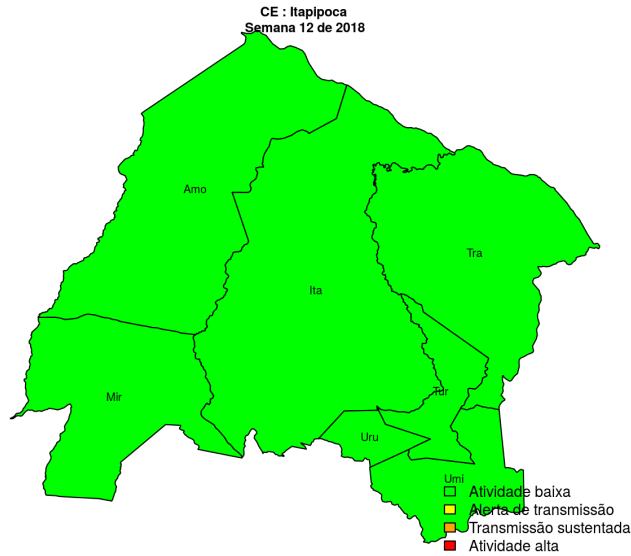 CE : Itapipoca
Semana 12 de 2018
Amo
Tra
Ita
Mir
Tur
Uru
Umi
Atividade baixa
Alerta de transmissão
Transmissão sustentada
Atividade alta